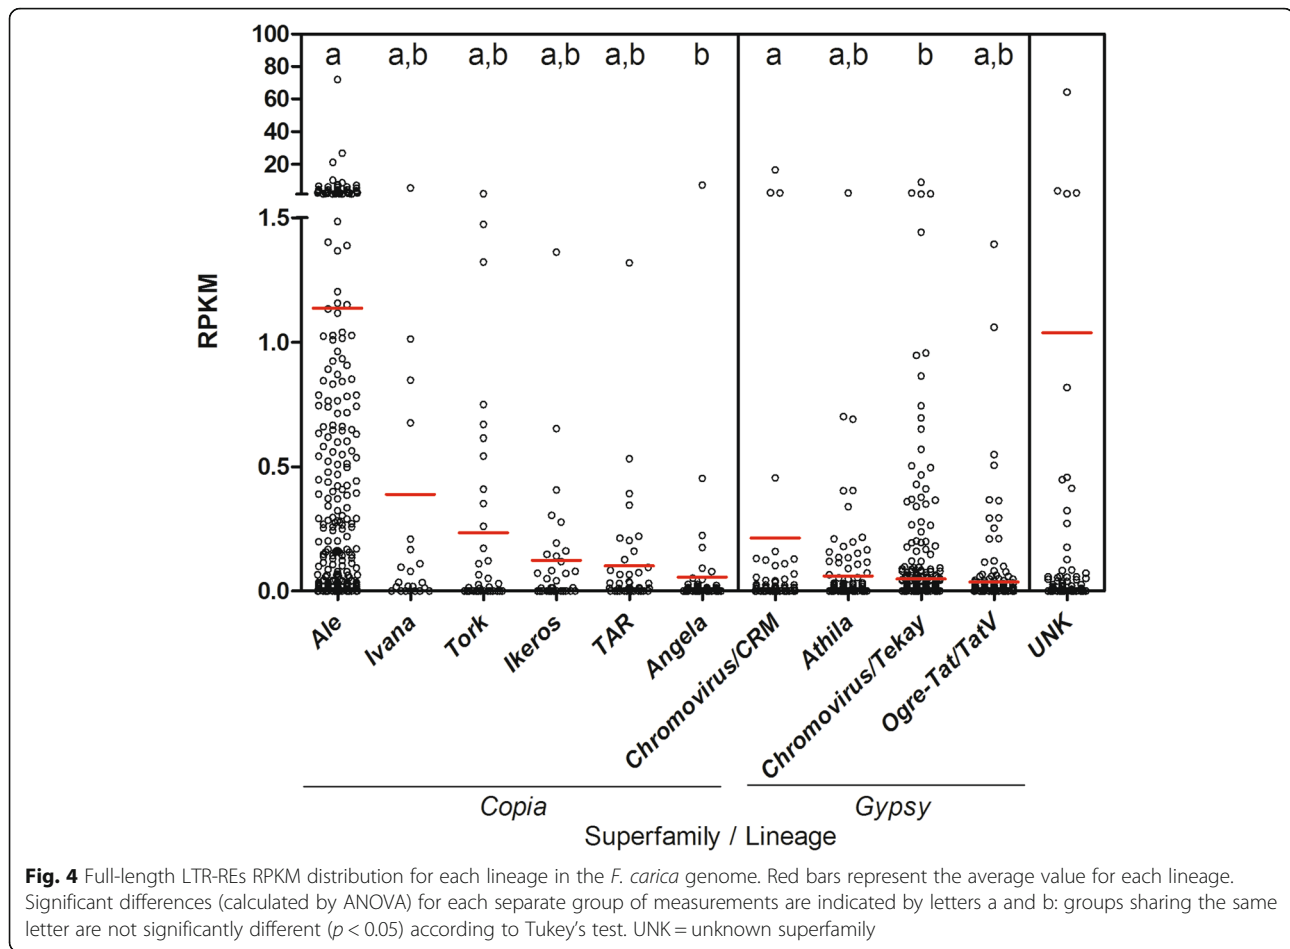 100
80
60
40
20
1.5
1.0
0.5
0.0
RPKM
a a,b a,b a,b a,b b a a,b b a,b
Ale Ivana Tork Ikeros TAR Angela Chromovirus/CRM Athila Chromovirus/Tekay Ogre-Tat/TatV UNK
Copia Gypsy
Superfamily / Lineage
Fig. 4 Full-length LTR-REs RPKM distribution for each lineage in the F. carica genome. Red bars represent the average value for each lineage.
Significant differences (calculated by ANOVA) for each separate group of measurements are indicated by letters a and b: groups sharing the same
letter are not significantly different (p < 0.05) according to Tukey's test. UNK = unknown superfamily